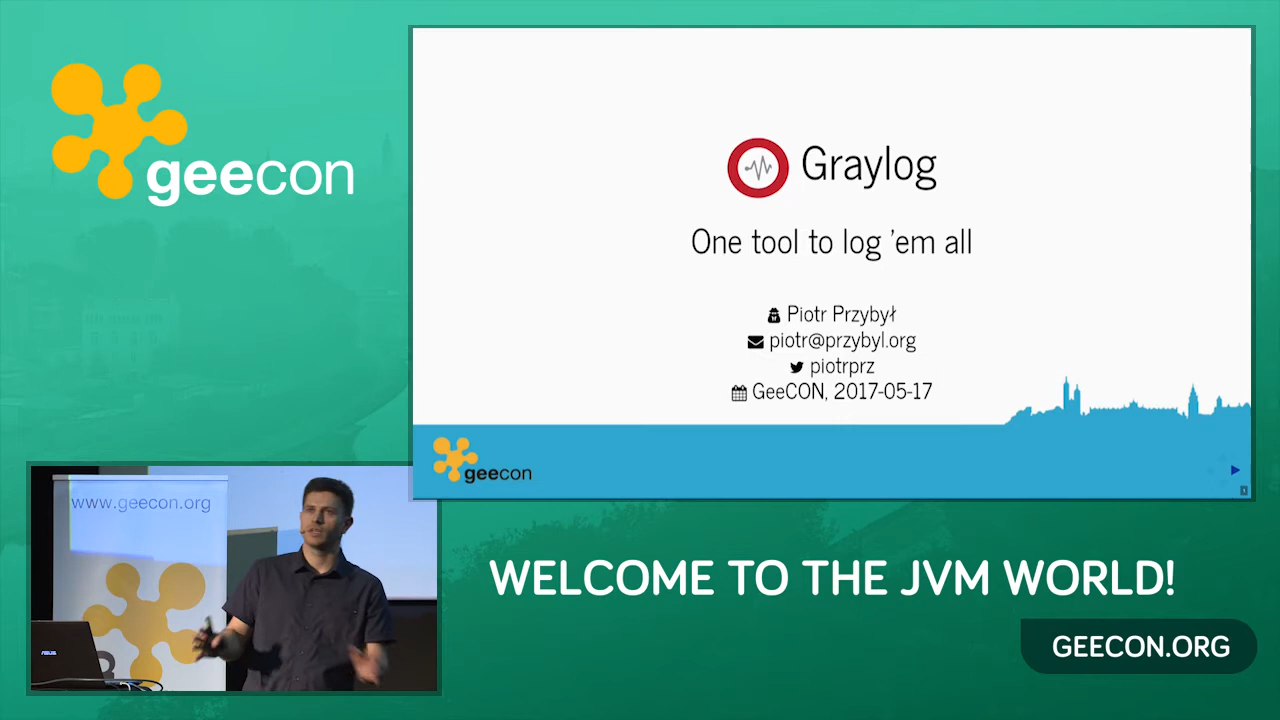 geecon
Graylog
One tool to log 'em all
Piotr Przybył
piotr@przybyl.org
piotrprz
GeeCON, 2017-05-17
geecon
www.geecon.org
ASUS
WELCOME TO THE JVM WORLD!
GEECON.ORG